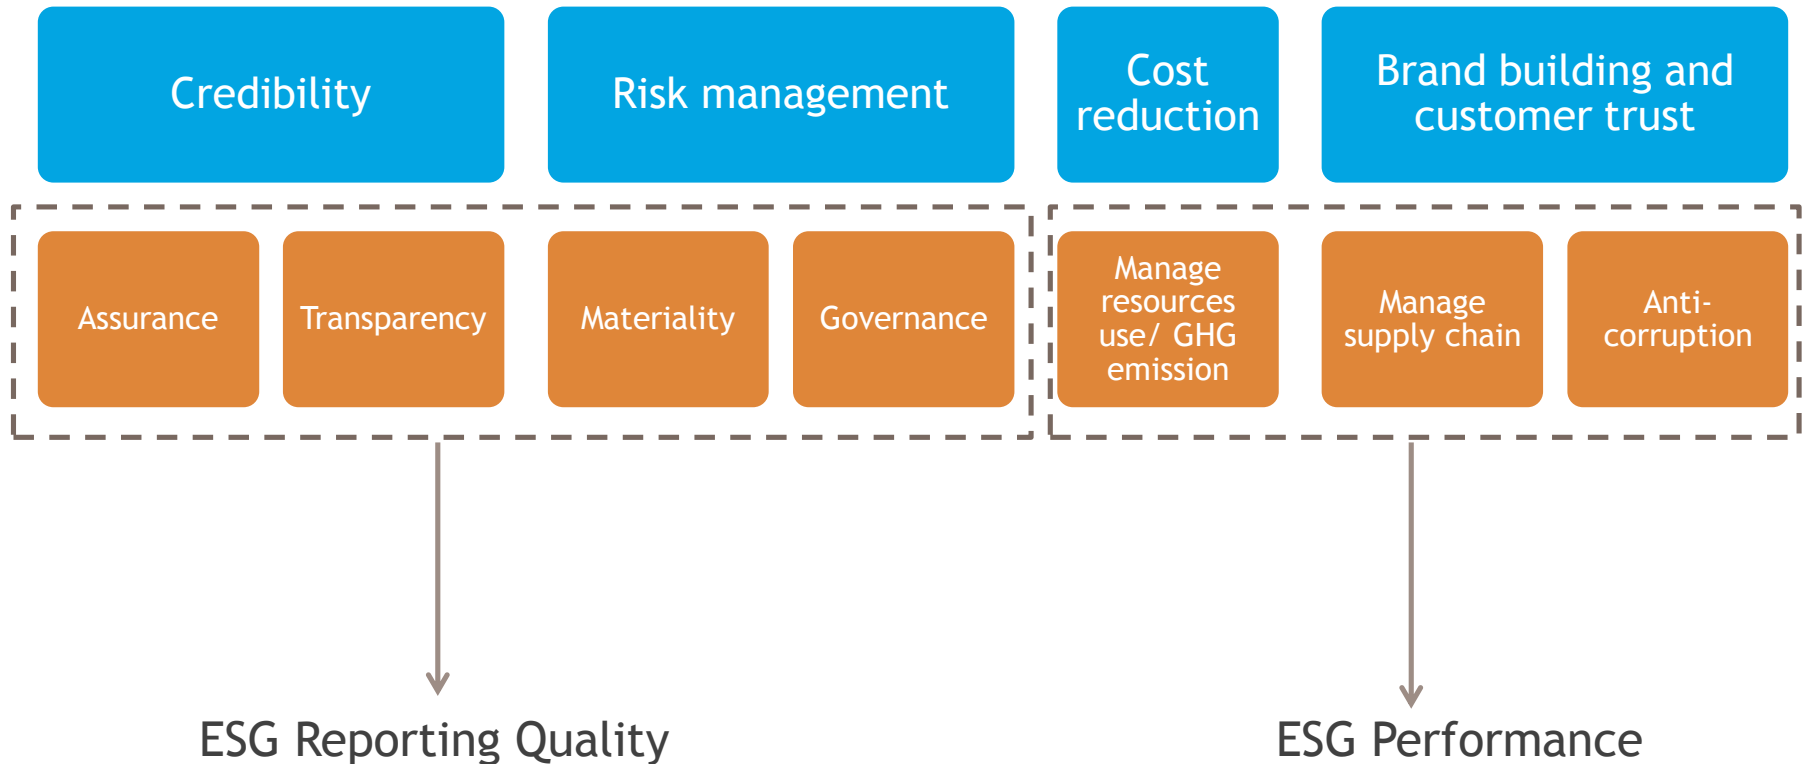 Credibility
Risk management
Cost
reduction
Brand building and
customer trust
Assurance
Transparency
Materiality
Governance
Manage
resources
use/ GHG
emission
Manage
supply chain
Anti-
corruption
ESG Reporting Quality
ESG Performance